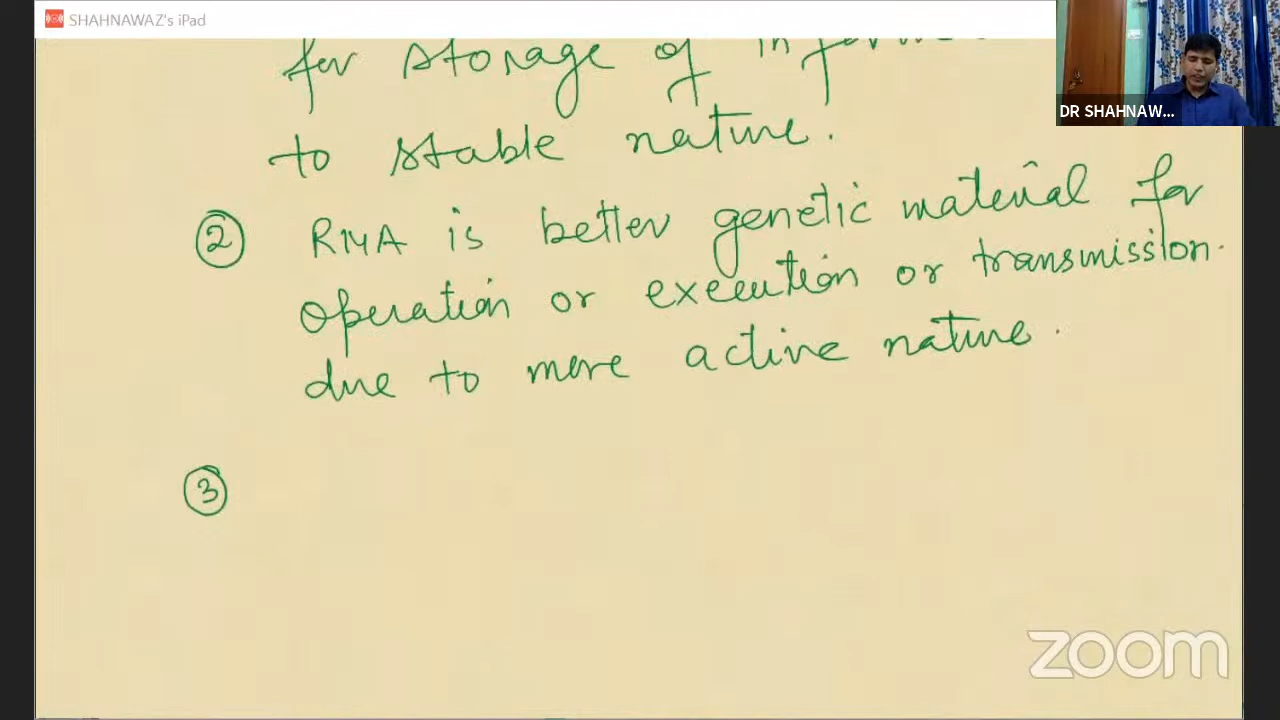 SHAHNAWAZ's iPad
for storage of
to stable nature.
② RNA is better genetic material for
operation or execution or transmission.
due to more active nature.
③
DR SHAHNAW...
zoom